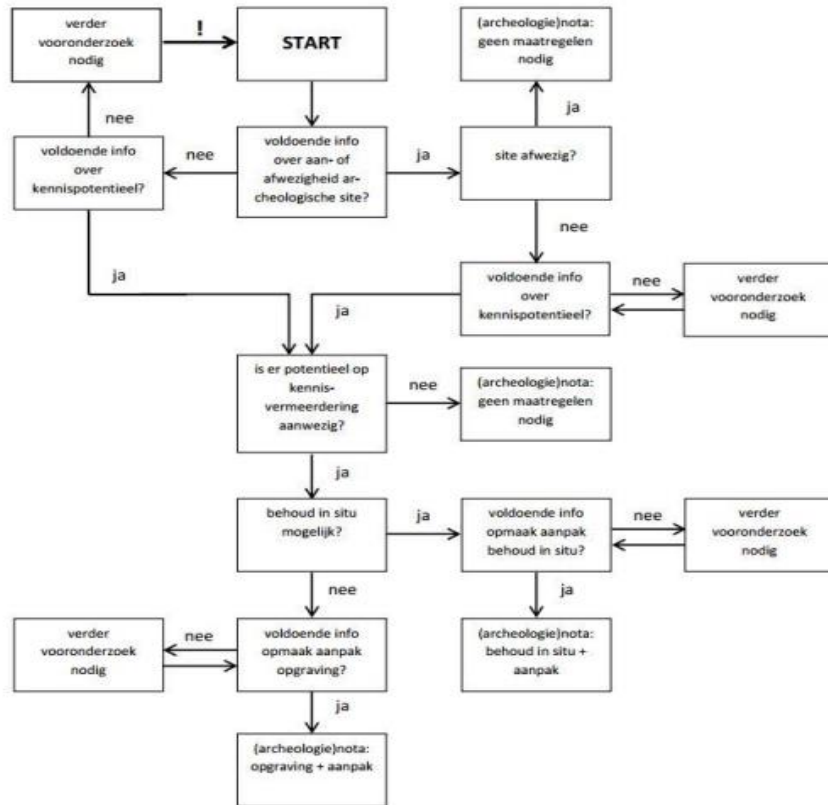 verder
vooronderzoek
nodig
!
START
(archeologie)nota:
geen maatregelen
nodig
nee
ja
voldoende info
over
kennispotentieel?
nee
voldoende info
over aan- of
afwezigheid ar-
cheologische site?
ja
site afwezig?
nee
ja
voldoende info
over
kennispotentieel?
nee
verder
vooronderzoek
nodig
ja
is er potentieel op
kennis-
vermeerdering
aanwezig?
nee
(archeologie)nota:
geen maatregelen
nodig
ja
behoud in situ
mogelijk?
ja
voldoende info
opmaak aanpak
behoud in situ?
nee
verder
vooronderzoek
nodig
nee
ja
verder
vooronderzoek
nodig
nee
voldoende info
opmaak aanpak
opgraving?
(archeologie)nota:
behoud in situ +
aanpak
ja
(archeologie)nota:
opgraving + aanpak